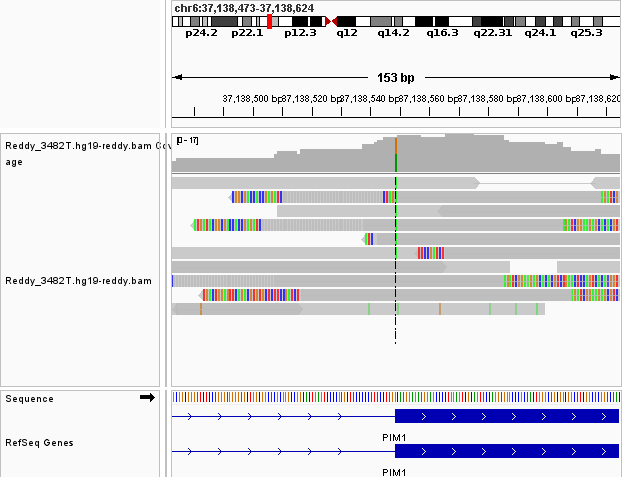 chr6:37,138,473-37,138,624
p24.2 p22.1 p12.3 q12 q14.2 q16.3 q22.31 q24.1 q25.3
153 bp
37,138,500 bp 37,138,520 bp 37,138,540 bp 37,138,560 bp 37,138,580 bp 37,138,600 bp 37,138,620
Reddy_3482T.hg19-reddy.bam Cov
age
[0 - 17]
Reddy_3482T.hg19-reddy.bam
Sequence
PIM1
RefSeq Genes
PIM1